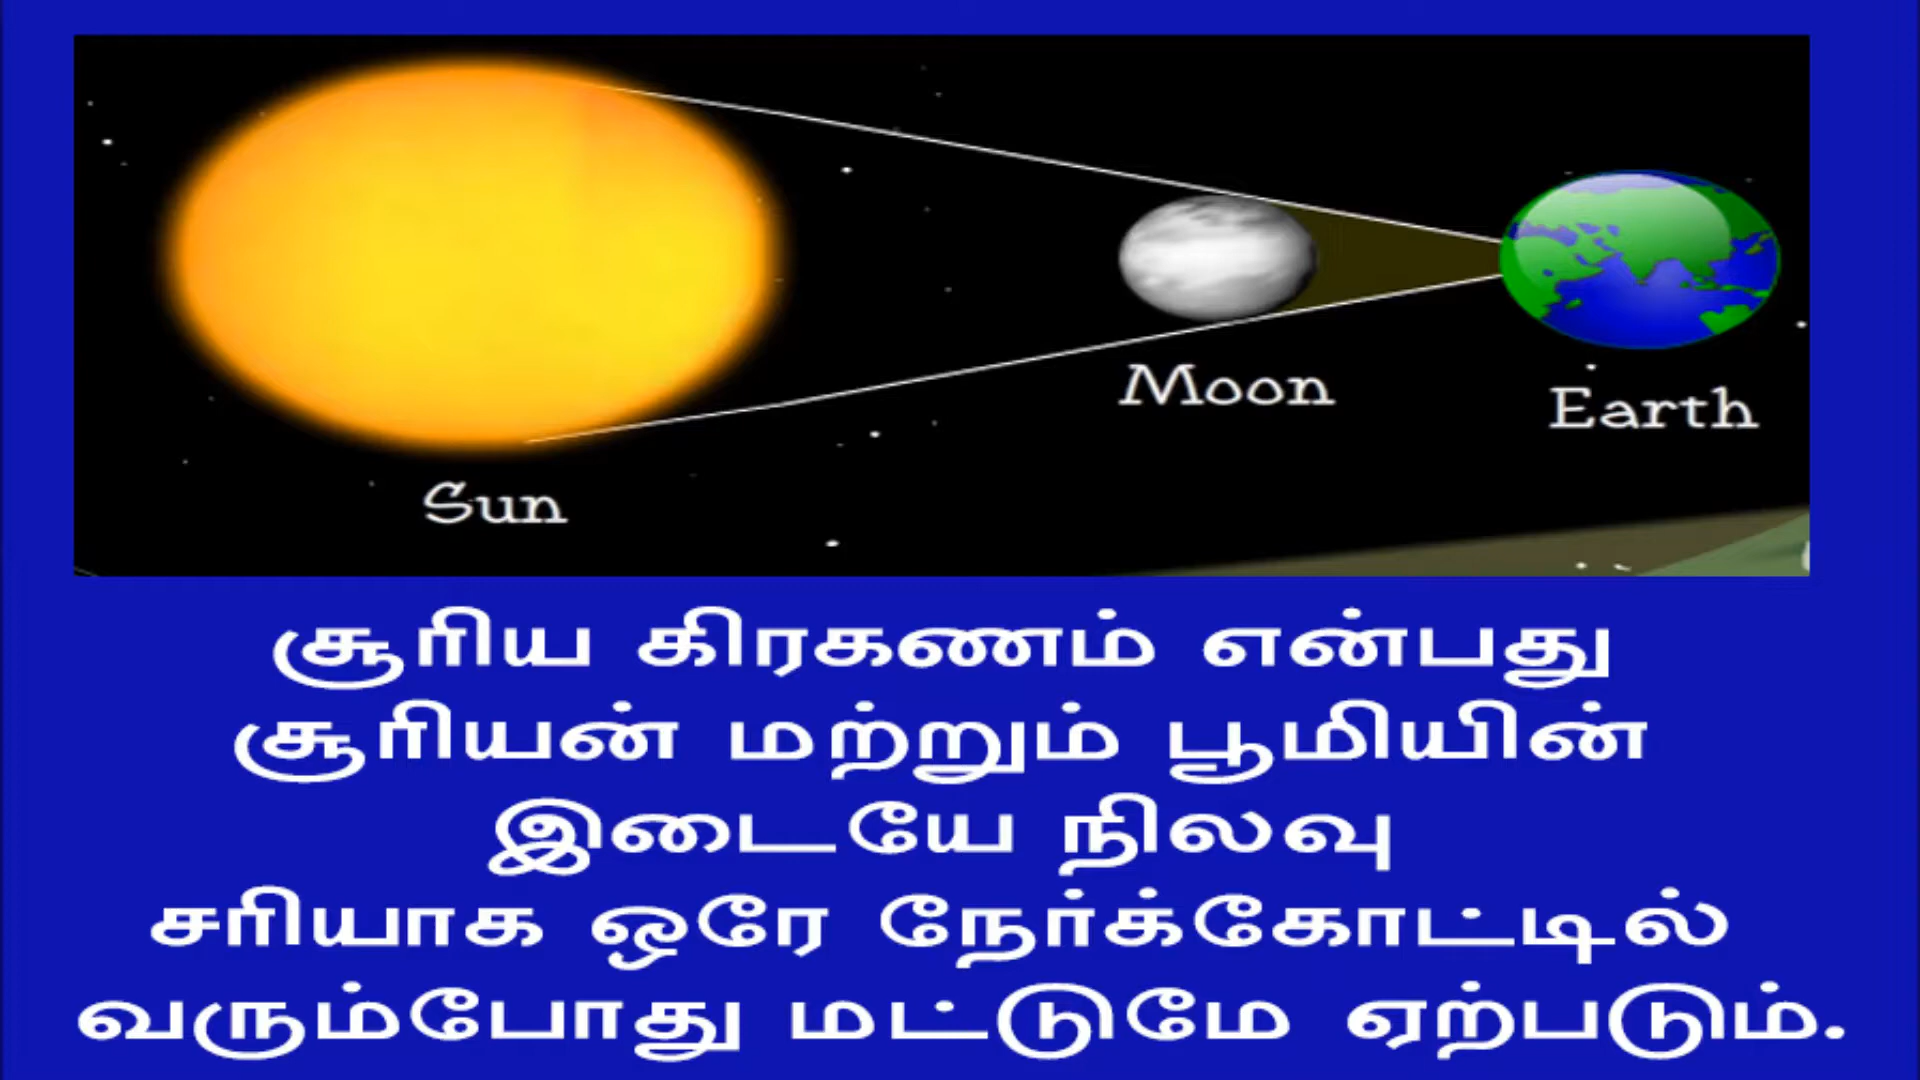 Moon
Earth
Sun
சூரிய கிரகணம் என்பது
சூரியன் மற்றும் பூமியின்
இடையே நிலவு
சரியாக ஒரே நேர்க்கோட்டில்
வரும்போது மட்டுமே ஏற்படும்.